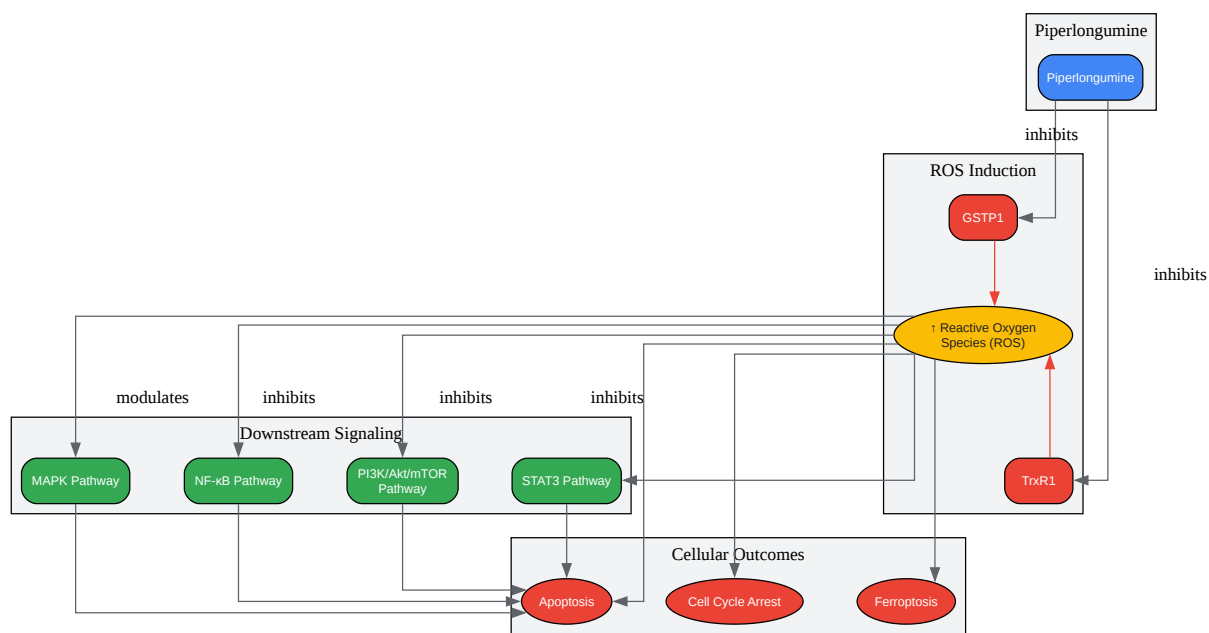 Piperlongumine
Piperlongumine
inhibits
ROS Induction
GSTP1
inhibits
↑ Reactive Oxygen
Species (ROS)
modulates
inhibits
inhibits
inhibits
Downstream Signaling
MAPK Pathway
NF-κB Pathway
PI3K/Akt/mTOR
Pathway
STAT3 Pathway
TrxR1
Cellular Outcomes
Apoptosis
Cell Cycle Arrest
Ferroptosis